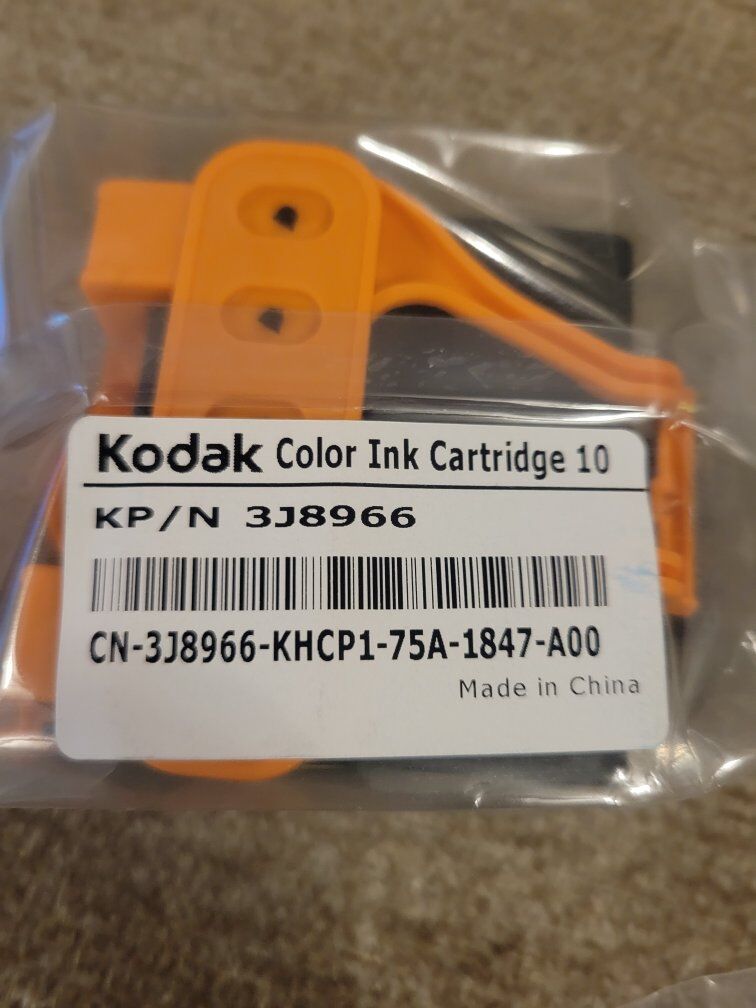 Kodak Color Ink Cartridge 10
KP/N 3J8966
CN-3J8966-KHCP1-75A-1847-A00
Made in China